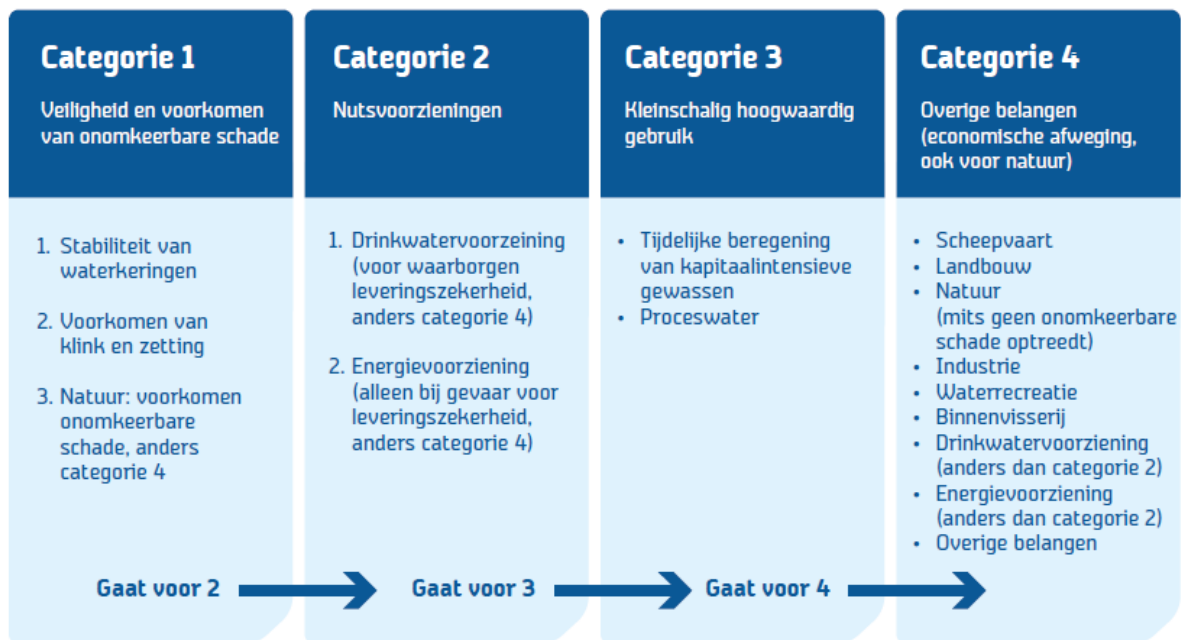 Categorie 1
Veiligheid en voorkomen
van onomkeerbare schade
1. Stabiliteit van
waterkeringen
2. Voorkomen van
klink en zetting
3. Natuur: voorkomen
onomkeerbare
schade, anders
categorie 4
Gaat voor 2
Categorie 2
Nutsvoorzieningen
1. Drinkwatervoorzeining
(voor waarborgen
leveringszekerheid,
anders categorie 4)
2. Energievoorziening
(alleen bij gevaar voor
leveringszekerheid,
anders categorie 4)
Gaat voor 3
Categorie 3
Kleinschalig hoogwaardig
gebruik
• Tijdelijke beregening
van kapitaalintensieve
gewassen
• Proceswater
Gaat voor 4
Categorie 4
Overige belangen
(economische afweging,
ook voor natuur)
• Scheepvaart
• Landbouw
• Natuur
(mits geen onomkeerbare
schade optreedt)
• Industrie
• Waterrecreatie
• Binnenvisserij
• Drinkwatervoorziening
(anders dan categorie 2)
• Energievoorziening
(anders dan categorie 2)
• Overige belangen